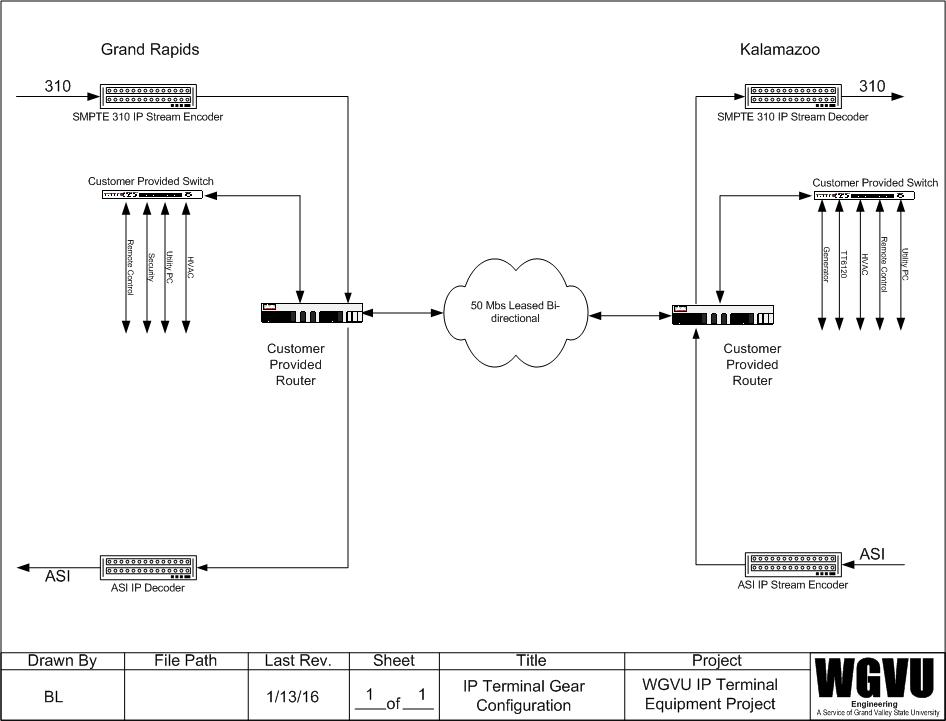 Grand Rapids
Kalamazoo
310
SMPTE 310 IP Stream Encoder
310
SMPTE 310 IP Stream Decoder
Customer Provided Switch
Remote Control
Security
Utility PC
HVAC
Customer Provided Switch
Generator
TT6120
HVAC
Remote Control
Utility PC
50 Mbs Leased Bi-
directional
Customer
Provided
Router
Customer
Provided
Router
ASI
ASI IP Decoder
ASI
ASI IP Stream Encoder
Drawn By
File Path
Last Rev.
Sheet
Title
Project
BL
1/13/16
1 of 1
IP Terminal Gear
Configuration
WGVU IP Terminal
Equipment Project
WGVU
Engineering
A Service of Grand Valley State University